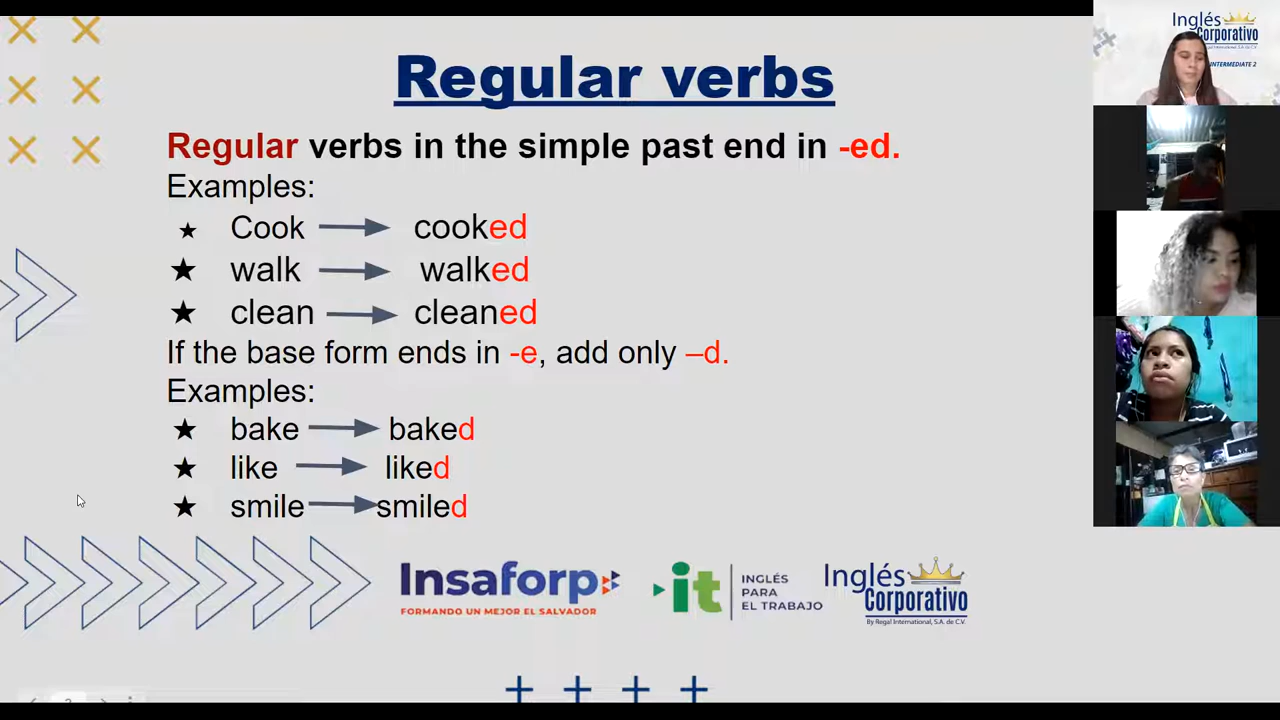 Regular verbs
Regular verbs in the simple past end in -ed.
Examples:
★ Cook → cooked
★ walk → walked
★ clean → cleaned
If the base form ends in -e, add only –d.
Examples:
★ bake → baked
★ like → liked
★ smile → smiled
Insaforp
FORMANDO UN MEJOR EL SALVADOR
it
INGLÉS
PARA
EL TRABAJO
Inglés
Corporativo
By Regal International, S.A. de C.V.
Inglés
Corporativo
INTERMEDIATE 2